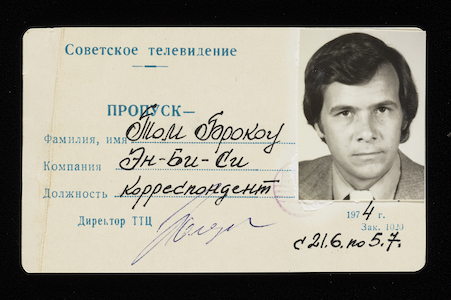 Советское телевидение
ПРОПУСК—
Фамилия, имя Том Брокоу
Компания Эн-Би-Си
Должность корреспондент
Директор ТТЦ
1974 г.
Зак. 1020
с 21.6. по 5.7.